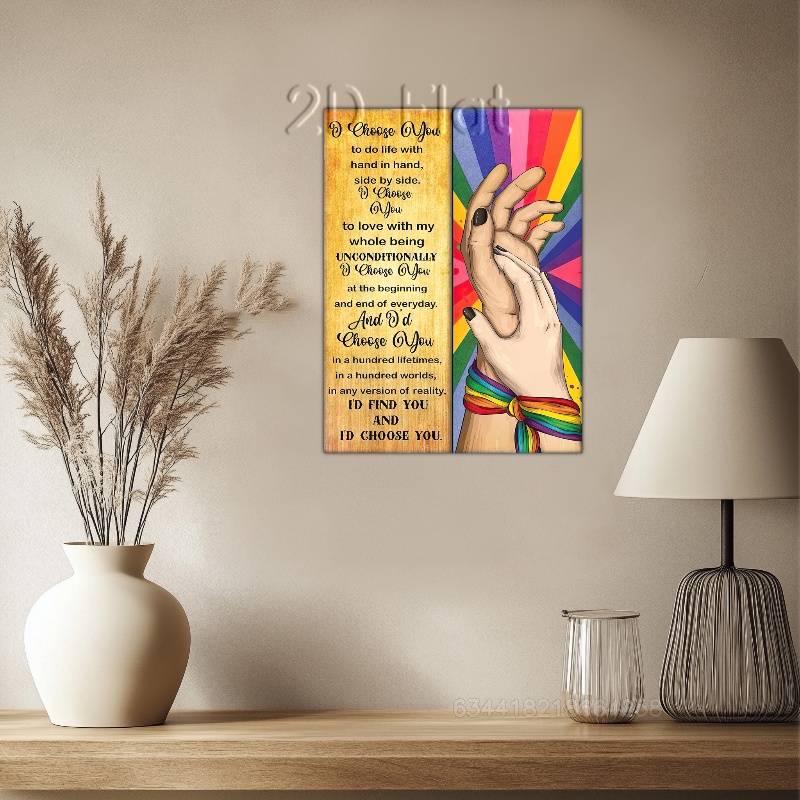 2D Flat
I Choose You
to do life with
hand in hand,
side by side.
I Choose
You
to love with my
whole being
UNCONDITIONALLY
I Choose You
at the beginning
and end of everyday.
And I'd
Choose You
in a hundred lifetimes,
in a hundred worlds,
in any version of reality.
I'D FIND YOU
AND
I'D CHOOSE YOU.